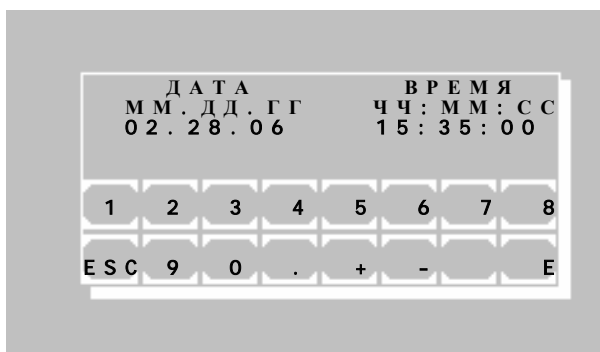 ДАТА ВРЕМЯ
ММ.ДД.ГГ ЧЧ:ММ:СС
02.28.06 15:35:00
1 2 3 4 5 6 7 8
ESC 9 0 . + - E